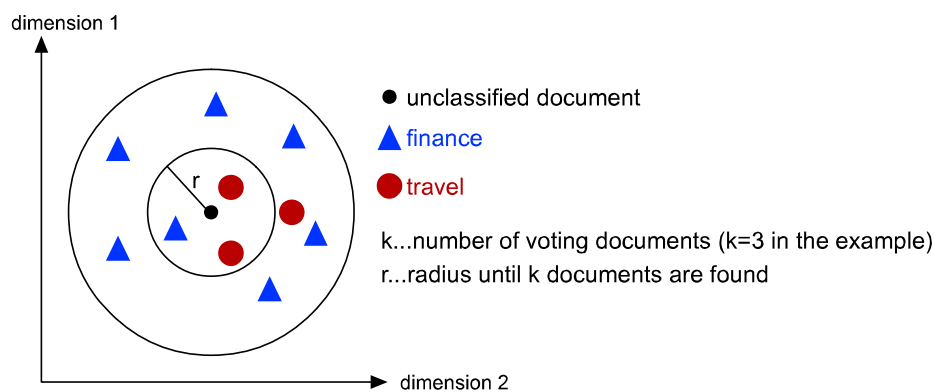 dimension 1
unclassified document
finance
r
travel
k...number of voting documents (k=3 in the example)
r...radius until k documents are found
dimension 2